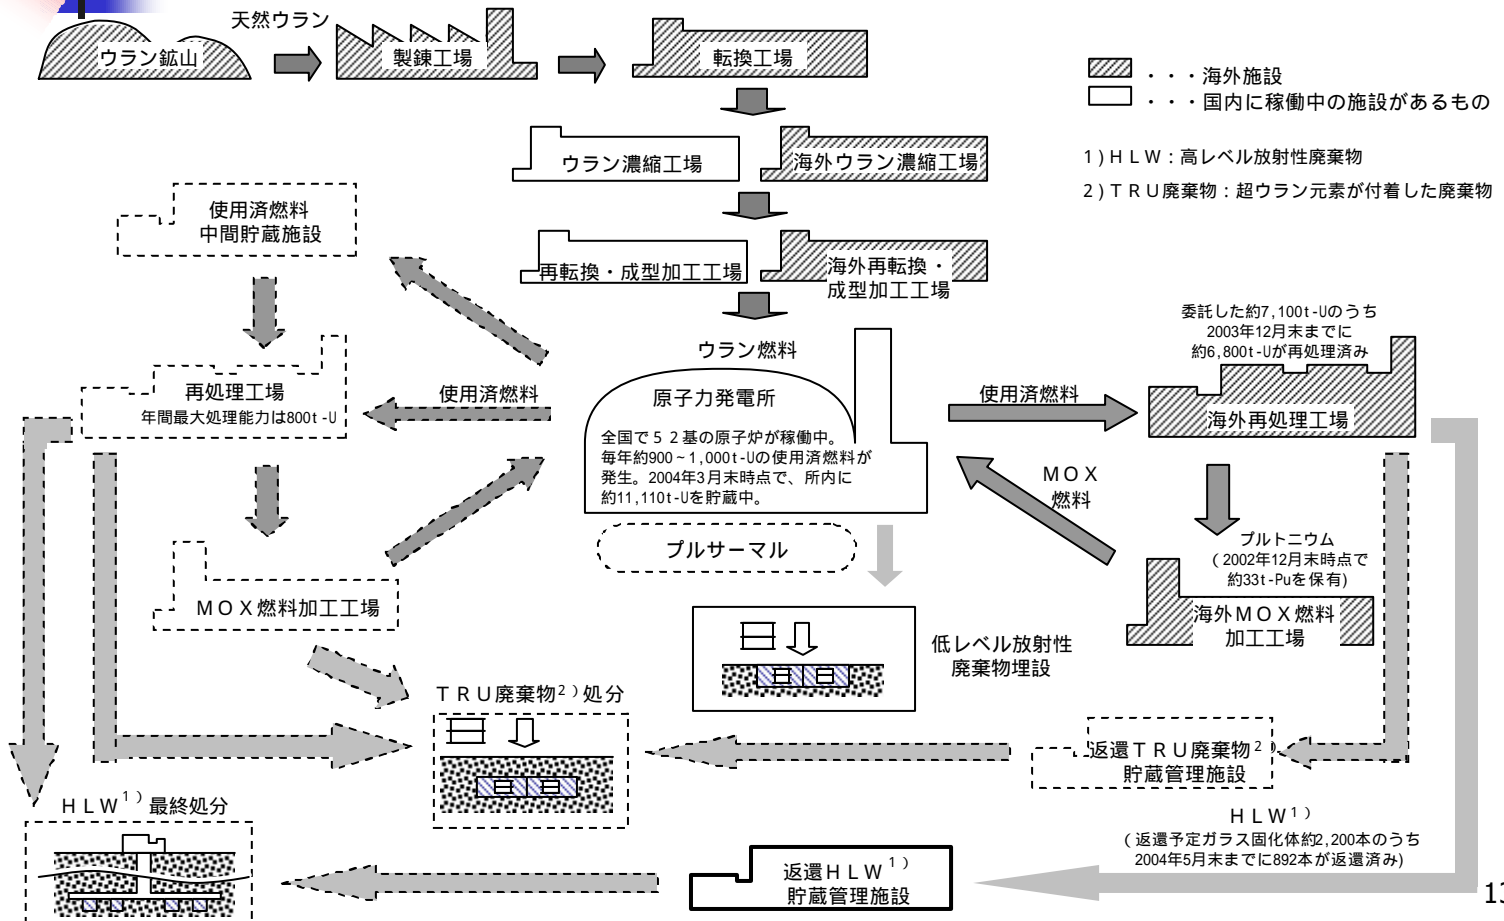 天然ウラン
ウラン鉱山
製錬工場
転換工場
・・・海外施設
・・・国内に稼働中の施設があるもの
1)ＨＬＷ：高レベル放射性廃棄物
2)ＴＲＵ廃棄物：超ウラン元素が付着した廃棄物
ウラン濃縮工場
海外ウラン濃縮工場
使用済燃料
中間貯蔵施設
再転換・成型加工工場
海外再転換・
成型加工工場
委託した約7,100t-Uのうち
2003年12月末までに
約6,800t-Uが再処理済み
ウラン燃料
再処理工場
年間最大処理能力は800t-U
使用済燃料
原子力発電所
全国で５２基の原子炉が稼働中。
毎年約900~1,000t-Uの使用済燃料が
発生。2004年3月末時点で、所内に
約11,110t-Uを貯蔵中。
使用済燃料
海外再処理工場
ＭＯＸ
燃料
プルサーマル
プルトニウム
(2002年12月末時点で
約33t-Puを保有)
ＭＯＸ燃料加工工場
海外ＭＯＸ燃料
加工工場
低レベル放射性
廃棄物埋設
ＴＲＵ廃棄物2)処分
返還ＴＲＵ廃棄物2)
貯蔵管理施設
ＨＬＷ1)最終処分
ＨＬＷ1)
(返還予定ガラス固化体約2,200本のうち
2004年5月末までに892本が返還済み)
返還ＨＬＷ1)
貯蔵管理施設